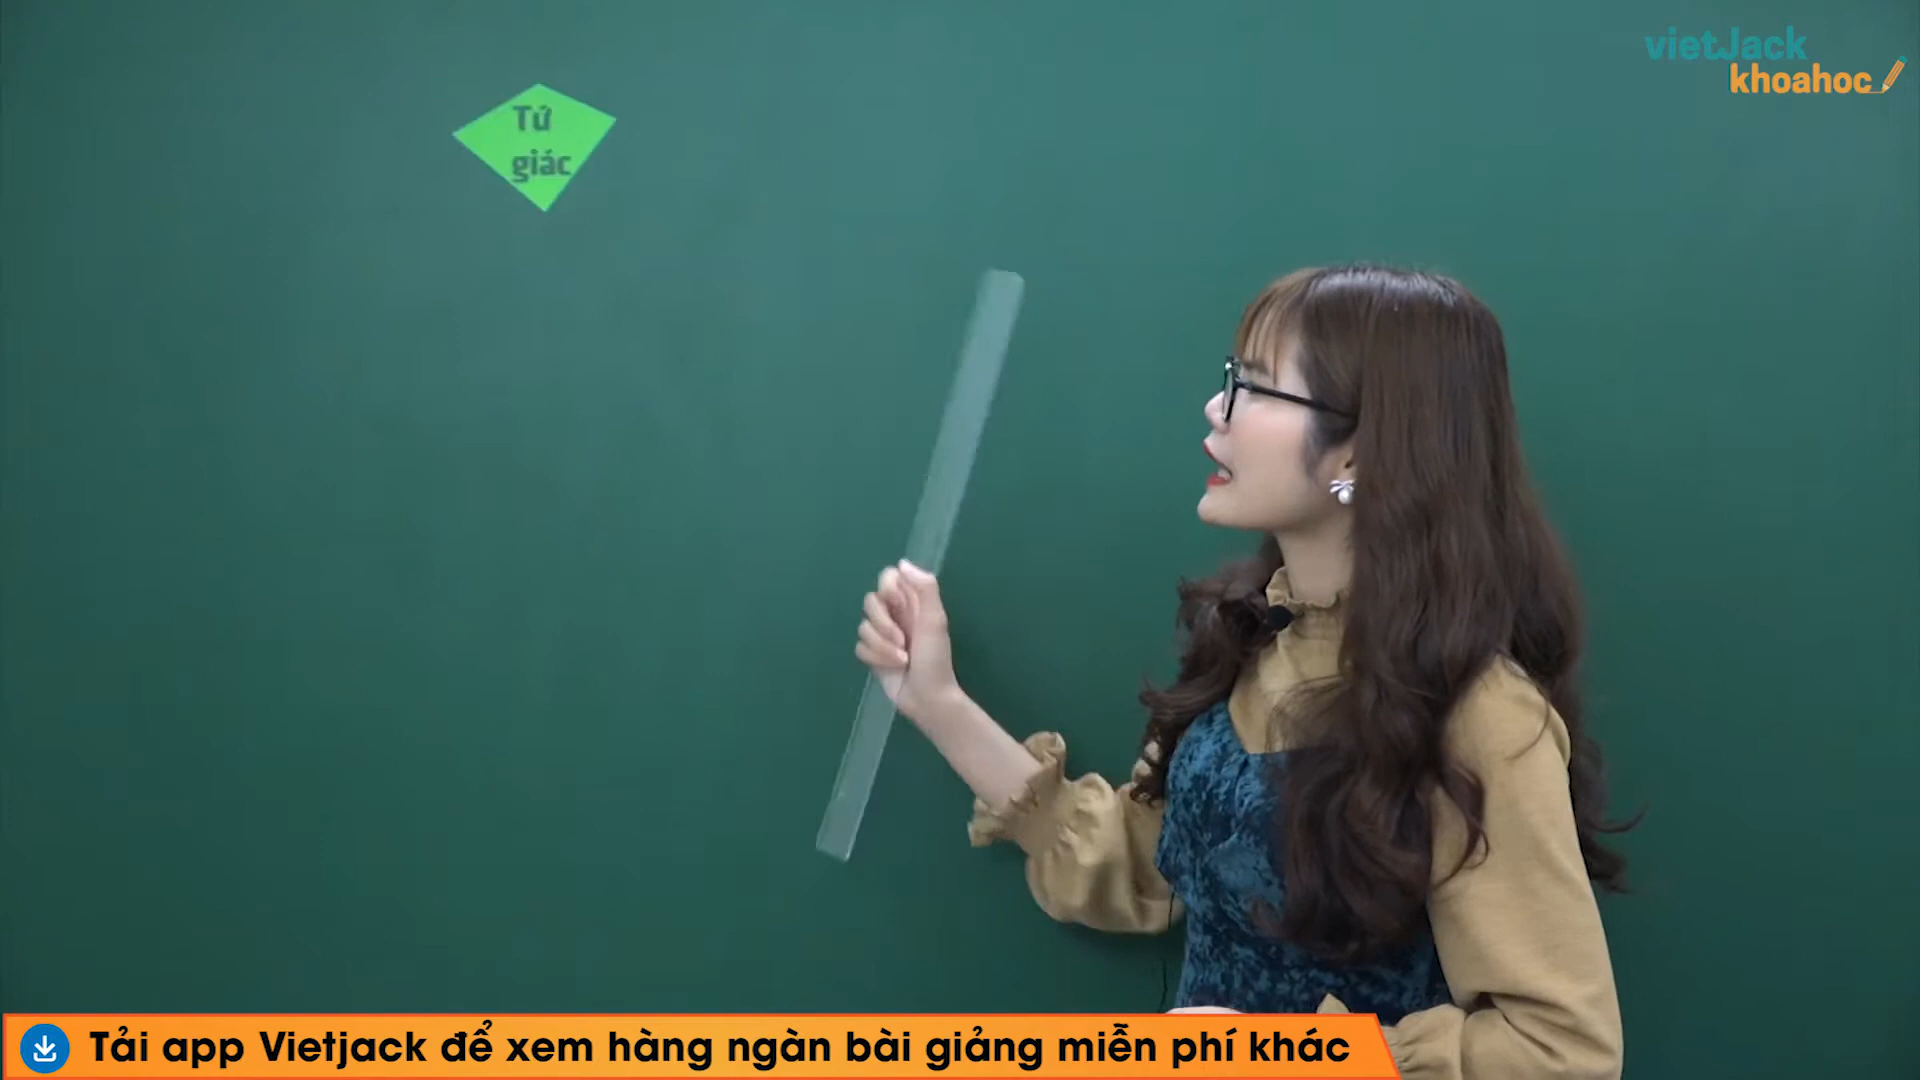 vietJack
khoahoc
Tứ
giác
Tải app Vietjack để xem hàng ngàn bài giảng miễn phí khác